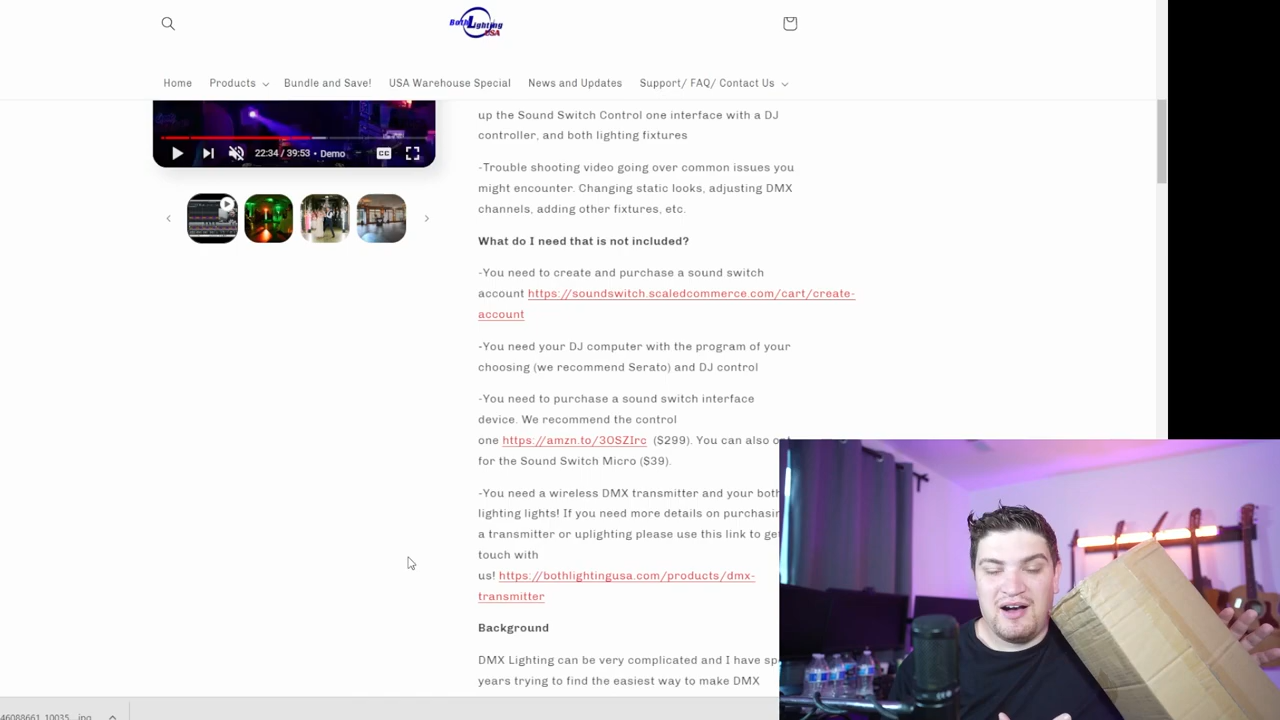 Both Lighting
USA
Home Products Bundle and Save! USA Warehouse Special News and Updates Support/ FAQ/ Contact Us
22:34 / 39:53 • Demo CC
up the Sound Switch Control one interface with a DJ
controller, and both lighting fixtures
-Trouble shooting video going over common issues you
might encounter. Changing static looks, adjusting DMX
channels, adding other fixtures, etc.
What do I need that is not included?
-You need to create and purchase a sound switch
account https://soundswitch.scaledcommerce.com/cart/create-
account
-You need your DJ computer with the program of your
choosing (we recommend Serato) and DJ control
-You need to purchase a sound switch interface
device. We recommend the control
one https://amzn.to/3OSZIrc ($299). You can also
for the Sound Switch Micro ($39).
-You need a wireless DMX transmitter and your both
lighting lights! If you need more details on purchasin
a transmitter or uplighting please use this link to ge
touch with
us! https://bothlightingusa.com/products/dmx-
transmitter
Background
DMX Lighting can be very complicated and I have sp
years trying to find the easiest way to make DMX
46088661_10035....jpg